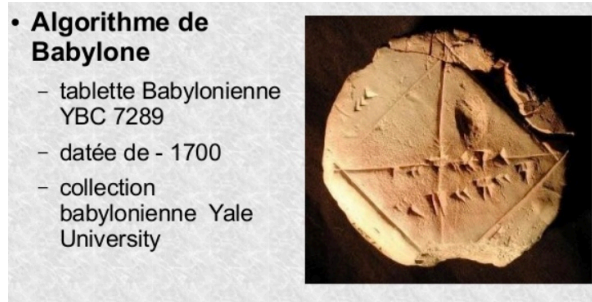 • Algorithme de
Babylone
– tablette Babylonienne
YBC 7289
– datée de - 1700
– collection
babylonienne Yale
University